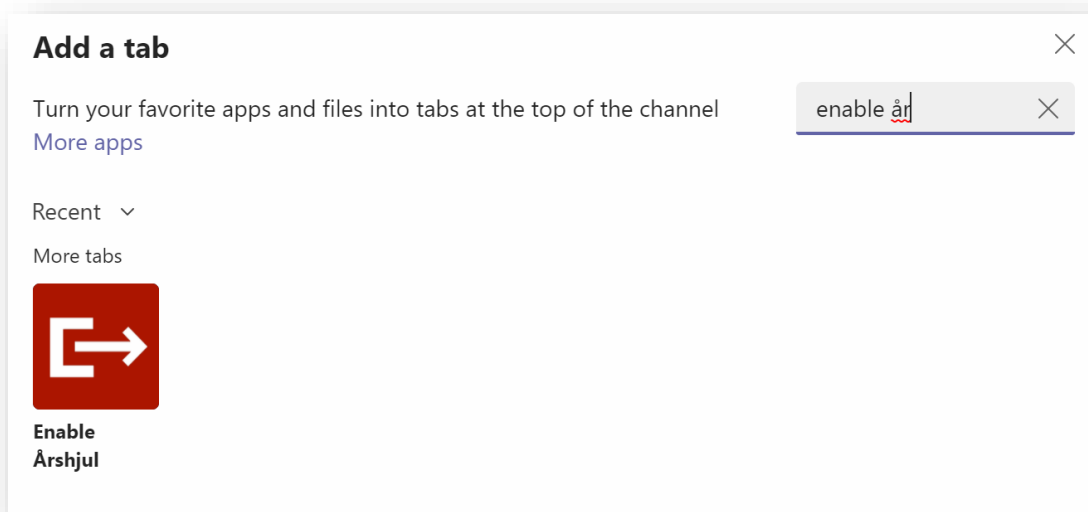 Add a tab
Turn your favorite apps and files into tabs at the top of the channel
More apps
enable år
Recent
More tabs
Enable
Årshjul